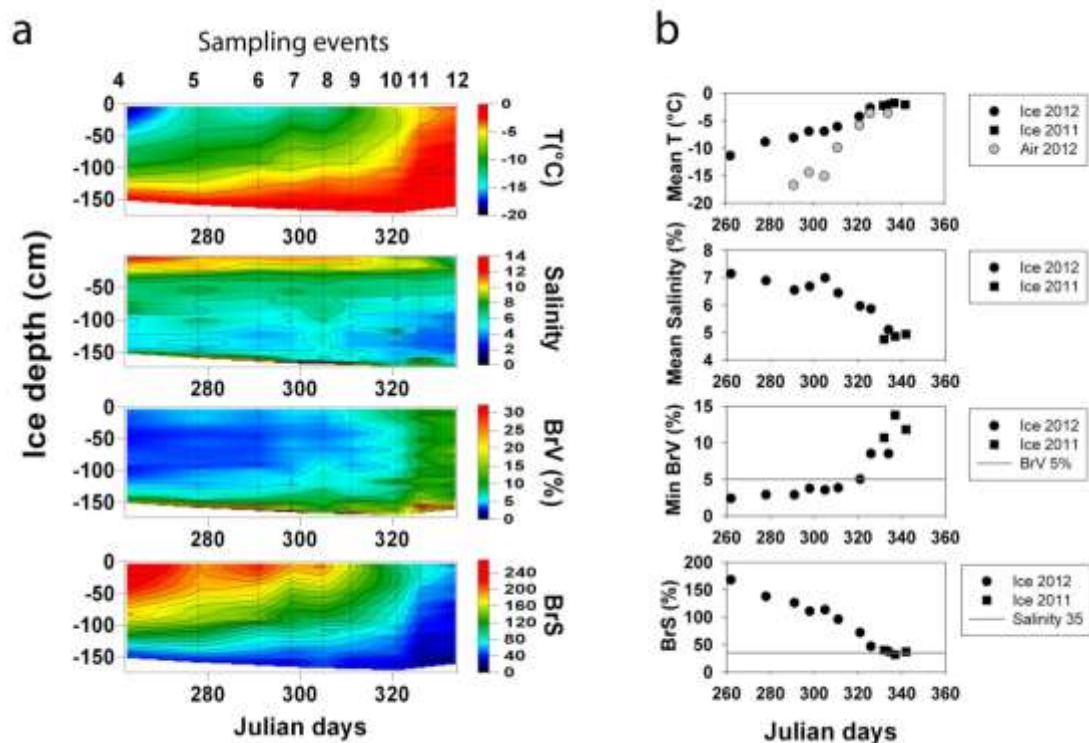 a
Sampling events
4 5 6 7 8 9 10 11 12
0
-50
-100
-150
280 300 320
0
-5
-10
-15
-20
T(°C)
-50
-100
-150
280 300 320
14
12
10
8
6
4
2
0
Salinity
0
-50
-100
-150
280 300 320
30
25
20
15
10
5
0
BrV (%)
0
-50
-100
-150
280 300 320
240
200
160
120
80
40
0
BrS
Ice depth (cm)
Julian days
b
Mean T (°C)
0
-5
-10
-15
-20
260 280 300 320 340 360
Ice 2012
Ice 2011
Air 2012
Mean Salinity (%)
8
7
6
5
4
260 280 300 320 340 360
Ice 2012
Ice 2011
Min BrV (%)
15
10
5
0
260 280 300 320 340 360
Ice 2012
Ice 2011
BrV 5%
BrS (%)
200
150
100
50
0
260 280 300 320 340 360
Ice 2012
Ice 2011
Salinity 35
Julian days